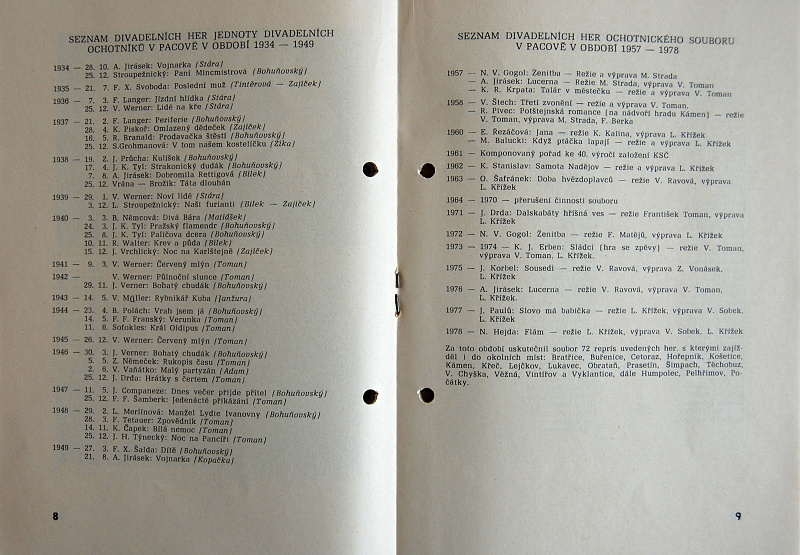 SEZNAM DIVADELNÍCH HER JEDNOTY DIVADELNÍCH
OCHOTNÍKŮ V PACOVĚ V OBDOBÍ 1934 — 1949
1934 — 28. 10. A. Jirásek: Vojnarka (Stára)
25. 12. Stroupežnický: Paní Mincmistrová (Bohuňovský)
1935 — 21. 7. F. X. Svoboda: Poslední muž (Tintěrová — Zajíček)
1936 — 7. 3. F. Langer: Jízdní hlídka (Stára)
25. 12. V. Werner: Lidé na kře (Stára)
1937 — 21. 2. F. Langer: Periferie (Bohuňovský)
28. 4. K. Piskoř: Omlazený dědeček (Zajíček)
16. 5. R. Branald: Prodavačka štěstí (Bohuňovský)
25. 12. S.Grohmanová: V tom našem kostelíčku (Zíka)
1938 — 19. 2. J. Průcha: Kulíšek (Bohuňovský)
17. 4. J. K. Tyl: Strakonický dudák (Bohuňovský)
7. 8. A. Jirásek: Dobromila Rettigová (Bílek)
25. 12. Vrána — Brožík: Táta dlouhán
1939 — 29. 1. V. Werner: Noví lidé (Stára)
3. 12. L. Stroupežnický: Naši furianti (Bílek — Zajíček)
1940 — 3. 3. B. Němcová: Divá Bára (Matidšek)
24. 3. J. K. Tyl: Pražský flamendr (Bohuňovský)
25. 8. J. K. Tyl: Paličova dcera (Bohuňovský)
10. 11. R. Walter: Krev a půda (Bílek)
15. 12. J. Vrchlický: Noc na Karlštejně (Zajíček)
1941 — 9. 3. V. Werner: Červený mlýn (Toman)
1942 — V. Werner: Půlnoční slunce (Toman)
29. 11. J. Verner: Bohatý chudák (Bohuňovský)
1943 — 14. 5. V. Müller: Rybnikář Kuba (Janžura)
1944 — 23. 4. B. Polách: Vrah jsem já (Bohuňovský)
14. 5. F. F. Franský: Verunka (Toman)
11. 6. Sofokles: Král Oidipus (Toman)
1945 — 26. 12. V. Werner: Červený mlýn (Toman)
1946 — 30. 3. J. Verner: Bohatý chudák (Bohuňovský)
5. 5. Z. Němeček: Rukopis času (Toman)
2. 6. V. Vaňátko: Malý partyzán (Adam)
25. 12. J. Drda: Hrátky s čertem (Toman)
1947 — 11. 5. J. Companeze: Dnes večer přijde přítel (Bohuňovský)
25. 12. F. F. Šamberk: Jedenácté přikázání (Toman)
1948 — 29. 2. L. Merlínová: Manžel Lydie Ivanovny (Bohuňovský)
28. 3. F. Tetauer: Zpovědník (Toman)
14. 11. K. Čapek: Bílá nemoc (Toman)
25. 12. J. H. Týnecký: Noc na Pancíři (Toman)
1949 — 27. 3. F. X. Šalda: Dítě (Bohuňovský)
21. 8. A. Jirásek: Vojnarka (Kopačka)
8
SEZNAM DIVADELNÍCH HER OCHOTNICKÉHO SOUBORU
V PACOVĚ V OBDOBÍ 1957 — 1978
1957 — N. V. Gogol: Ženitba — Režie a výprava M. Strada
— A. Jirásek: Lucerna — Režie M. Strada, výprava V. Toman
— K. R. Krpata: Talár v městečku — režie a výprava V. Toman
1958 — V. Štech: Třetí zvonění — režie a výprava V. Toman,
— R. Pivec: Potštejnská romance (na nádvoří hradu Kámen) — režie
V. Toman, výprava M. Strada, F. Berka
1960 — E. Rezáčová: Jana — režie K. Kalina, výprava L. Křížek
— M. Balucki: Když ptáčka lapají — režie a výprava L. Křížek
1961 — Komponovaný pořad ke 40. výročí založení KSČ
1962 — K. Stanislav: Samota Nadějov — režie a výprava L. Křížek
1963 — O. Šafránek: Doba hvězdoplavců — režie V. Ravová, výprava
L. Křížek
1964 — 1970 — přerušení činnosti souboru
1971 — J. Drda: Dalskabáty hříšná ves — režie František Toman, výprava
L. Křížek
1972 — N. V. Gogol: Ženitba — režie F. Matějů, výprava L. Křížek
1973 — 1974 — K. J. Erben: Sládci (hra se zpěvy) — režie V. Toman,
výprava V. Toman, L. Křížek.
1975 — J. Korbel: Sousedi — režie V. Ravová, výprava Z. Vonásek,
L. Křížek
1976 — A. Jirásek: Lucerna — režie V. Ravová, výprava V. Toman,
L. Křížek.
1977 — J. Paulů: Slovo má babička — režie L. Křížek, výprava V. Sobek,
L. Křížek
1978 — N. Hejda: Flám — režie L. Křížek, výprava V. Sobek, L. Křížek
Za toto období uskutečnil soubor 72 repris uvedených her, s kterými zajíž-
děl i do okolních míst: Bratřice, Buřenice, Cetoraz, Hořepník, Košetice,
Kámen, Křeč, Lejčkov, Lukavec, Obrataň, Prasetín, Šimpach, Těchobuz,
V. Chyška, Věžná, Vintířov a Vyklantice, dále Humpolec, Pelhřimov, Po-
čátky.
9